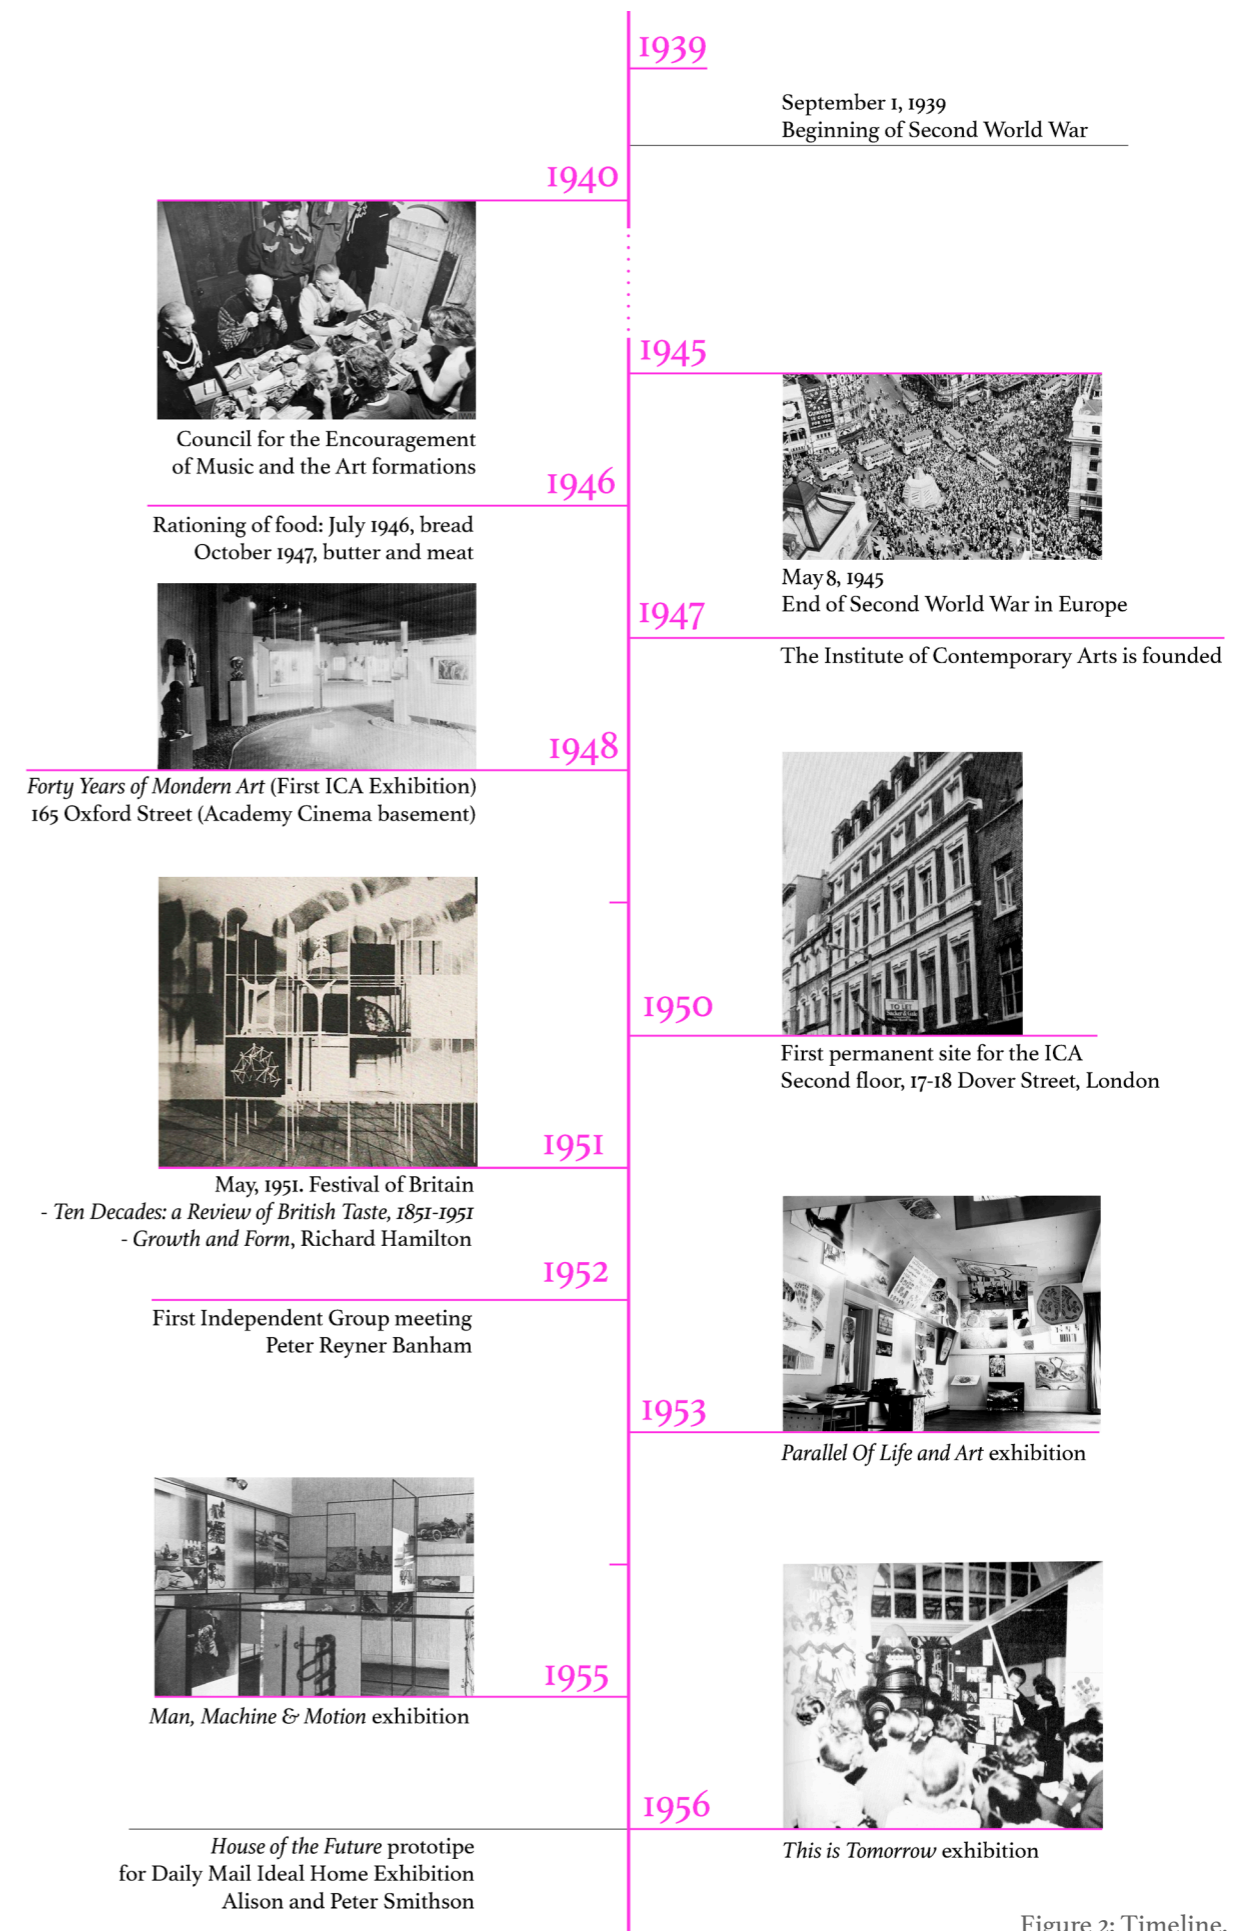 1939
September 1, 1939
Beginning of Second World War
1940
Council for the Encouragement
of Music and the Art formations
1945
May 8, 1945
End of Second World War in Europe
1946
Rationing of food: July 1946, bread
October 1947, butter and meat
1947
The Institute of Contemporary Arts is founded
1948
Forty Years of Mondern Art (First ICA Exhibition)
165 Oxford Street (Academy Cinema basement)
TO LET
1950
First permanent site for the ICA
Second floor, 17-18 Dover Street, London
1951
May, 1951. Festival of Britain
- Ten Decades: a Review of British Taste, 1851-1951
- Growth and Form, Richard Hamilton
1952
First Independent Group meeting
Peter Reyner Banham
1953
Parallel Of Life and Art exhibition
1955
Man, Machine & Motion exhibition
1956
This is Tomorrow exhibition
House of the Future prototipe
for Daily Mail Ideal Home Exhibition
Alison and Peter Smithson
Figure 2: Timeline.